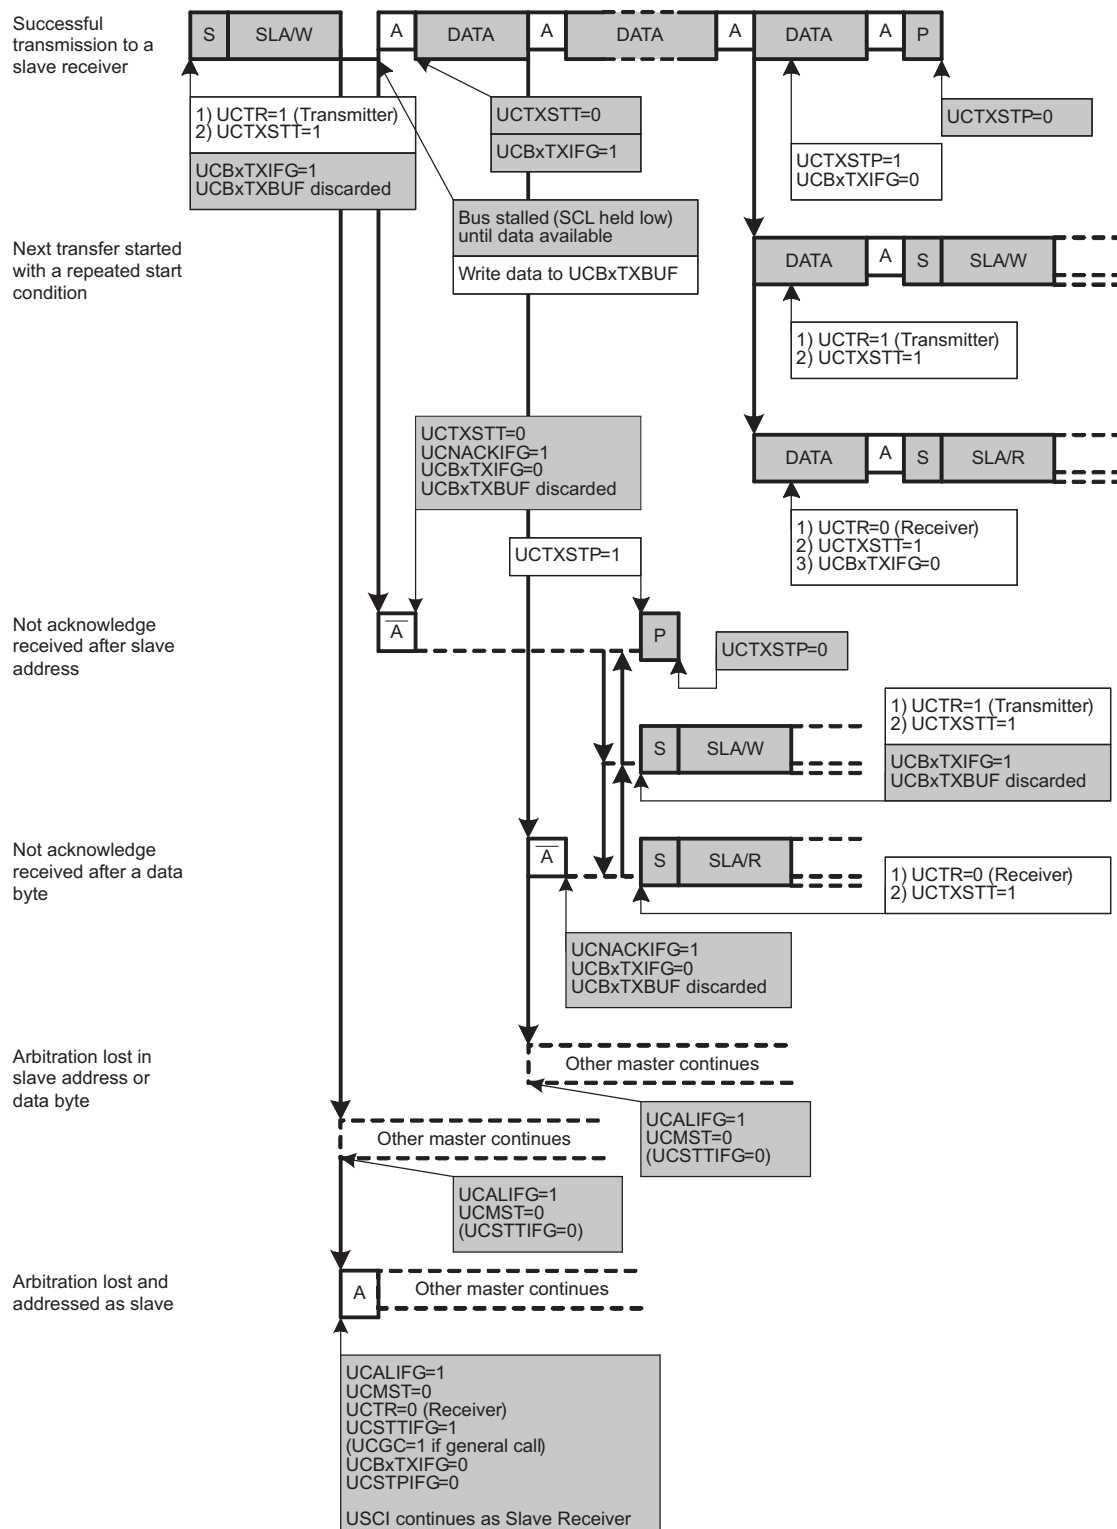 Successful
transmission to a
slave receiver
S SLA/W A DATA A DATA A DATA A P
1) UCTR=1 (Transmitter)
2) UCTXSTT=1
UCBxTXIFG=1
UCBxTXBUF discarded
UCTXSTT=0
UCBxTXIFG=1
UCTXSTP=0
UCTXSTP=1
UCBxTXIFG=0
Bus stalled (SCL held low)
until data available
Write data to UCBxTXBUF
Next transfer started
with a repeated start
condition
DATA A S SLA/W
1) UCTR=1 (Transmitter)
2) UCTXSTT=1
DATA A S SLA/R
1) UCTR=0 (Receiver)
2) UCTXSTT=1
3) UCBxTXIFG=0
UCTXSTT=0
UCNACKIFG=1
UCBxTXIFG=0
UCBxTXBUF discarded
UCTXSTP=1
Not acknowledge
received after slave
address
A P
UCTXSTP=0
S SLA/W
1) UCTR=1 (Transmitter)
2) UCTXSTT=1
UCBxTXIFG=1
UCBxTXBUF discarded
Not acknowledge
received after a data
byte
A S SLA/R
1) UCTR=0 (Receiver)
2) UCTXSTT=1
UCNACKIFG=1
UCBxTXIFG=0
UCBxTXBUF discarded
Arbitration lost in
slave address or
data byte
Other master continues
UCALIFG=1
UCMST=0
(UCSTTIFG=0)
Other master continues
UCALIFG=1
UCMST=0
(UCSTTIFG=0)
Arbitration lost and
addressed as slave
A Other master continues
UCALIFG=1
UCMST=0
UCTR=0 (Receiver)
UCSTTIFG=1
(UCGC=1 if general call)
UCBxTXIFG=0
UCSTPIFG=0
USCI continues as Slave Receiver